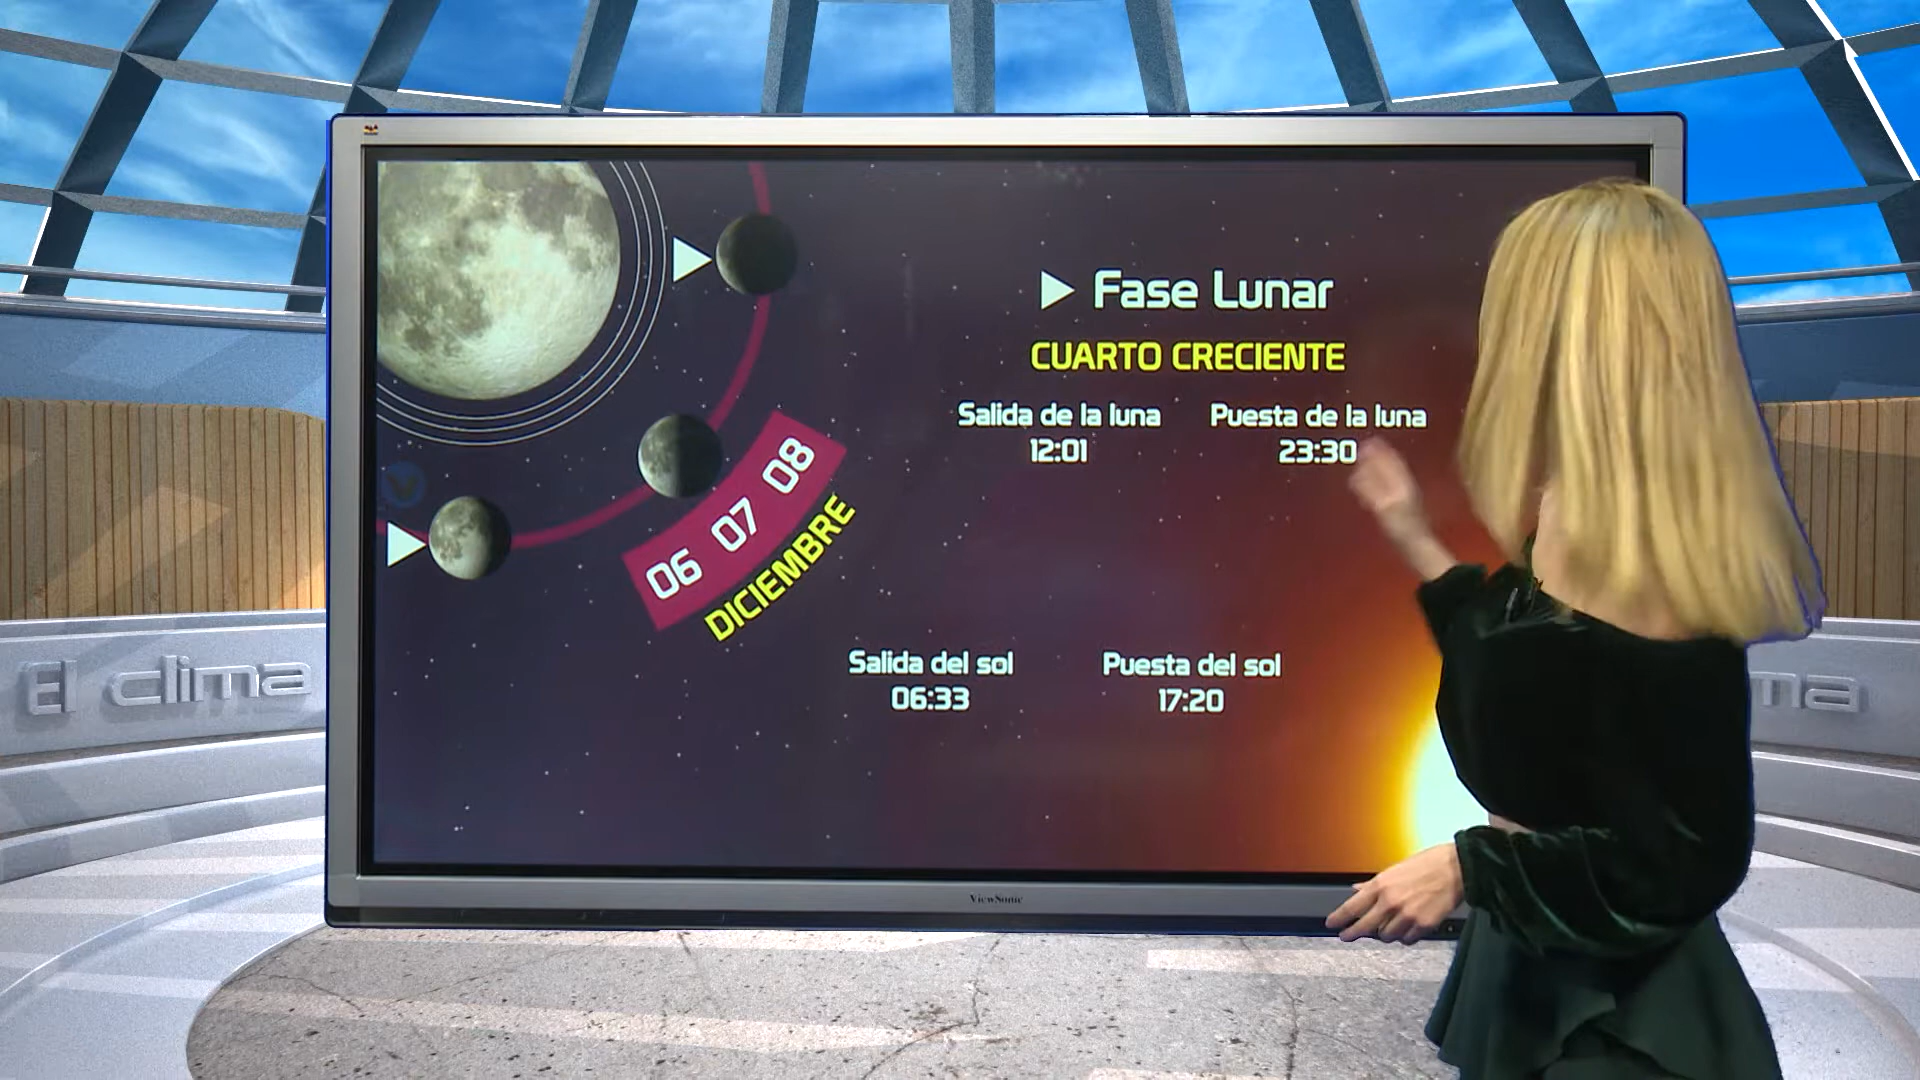 Fase Lunar
CUARTO CRECIENTE
Salida de la luna
12:01
Puesta de la luna
23:30
06 07 08
DICIEMBRE
Salida del sol
06:33
Puesta del sol
17:20
El clima
ma
ViewSonic